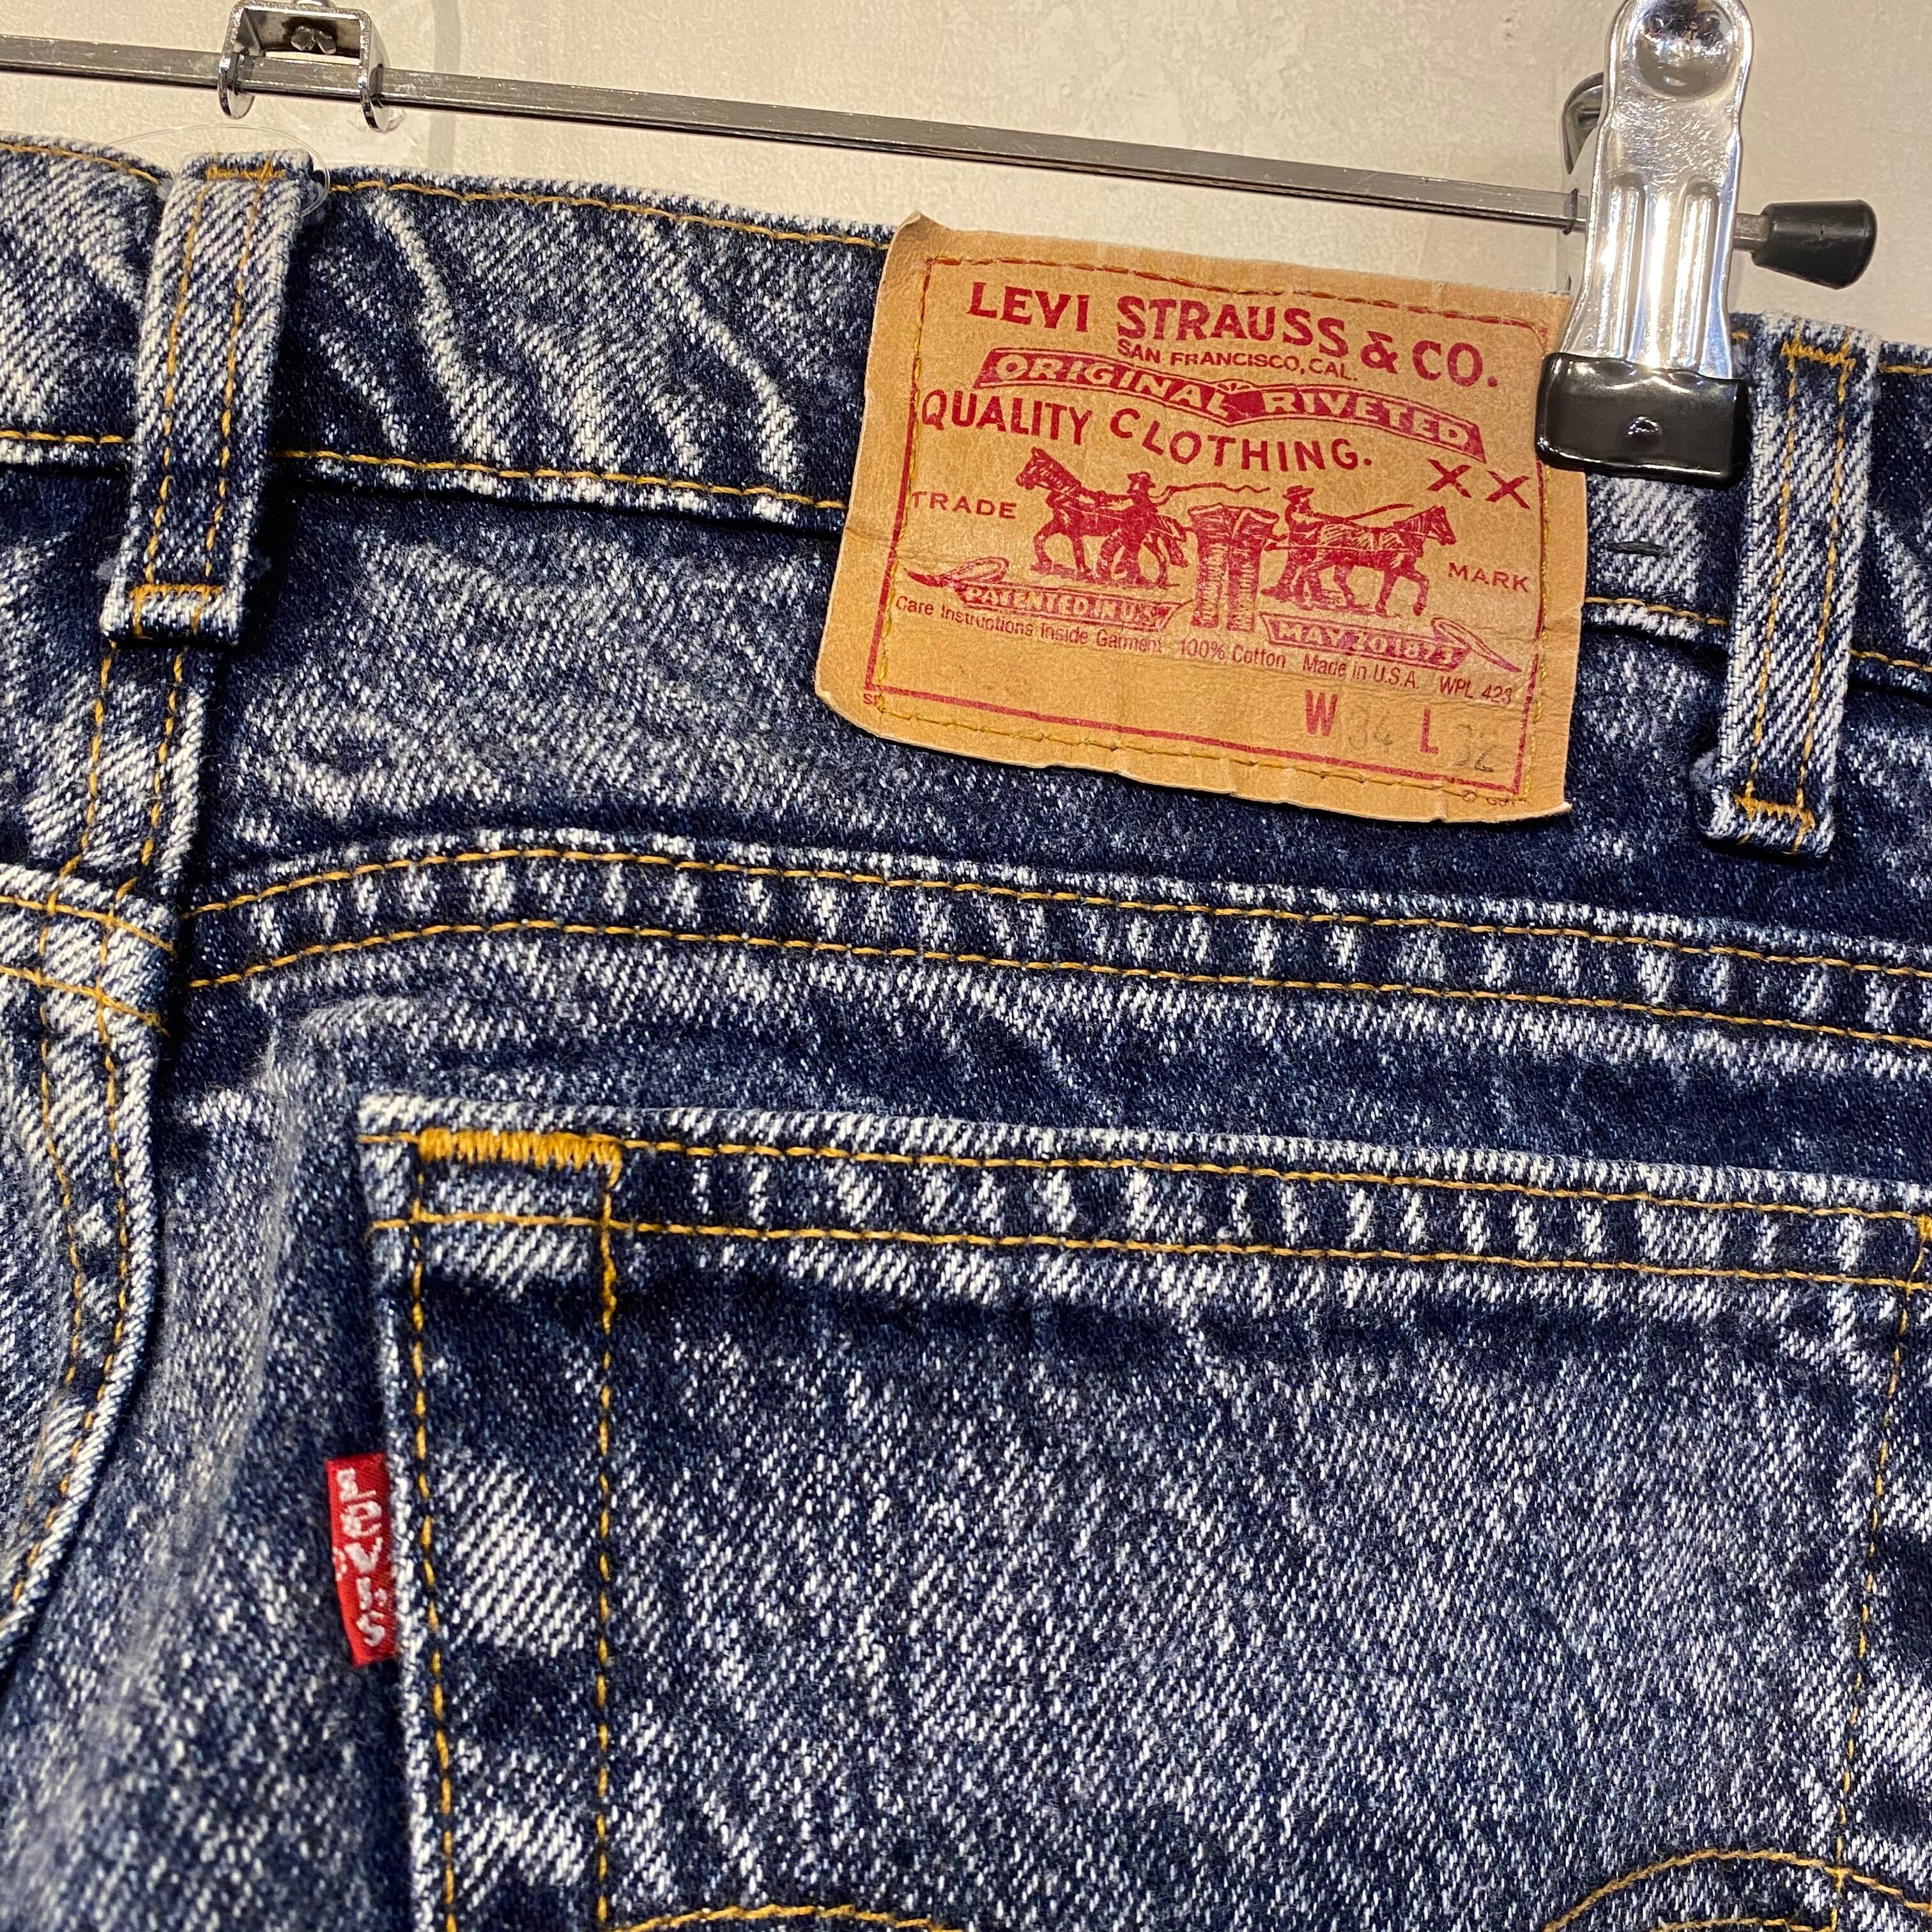 LEVI STRAUSS & CO.
SAN FRANCISCO, CAL.
ORIGINAL RIVETED
QUALITY CLOTHING.
XX
TRADE MARK
PATENTED IN U.S. MAY 20 1873
Care Instructions Inside Garment 100% Cotton Made in U.S.A. WPL 423
W 34 L 32
LEVI'S